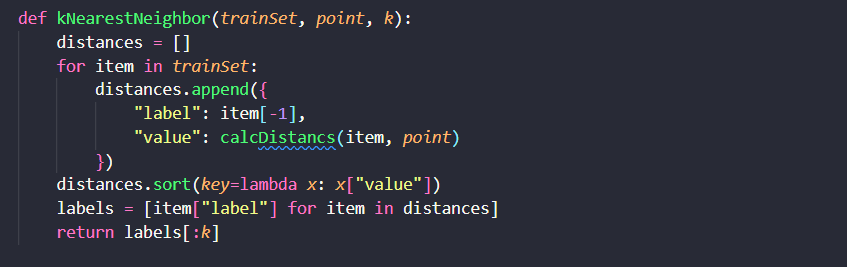 def kNearestNeighbor(trainSet, point, k):
    distances = []
    for item in trainSet:
        distances.append({
            "label": item[-1],
            "value": calcDistancs(item, point)
        })
    distances.sort(key=lambda x: x["value"])
    labels = [item["label"] for item in distances]
    return labels[:k]